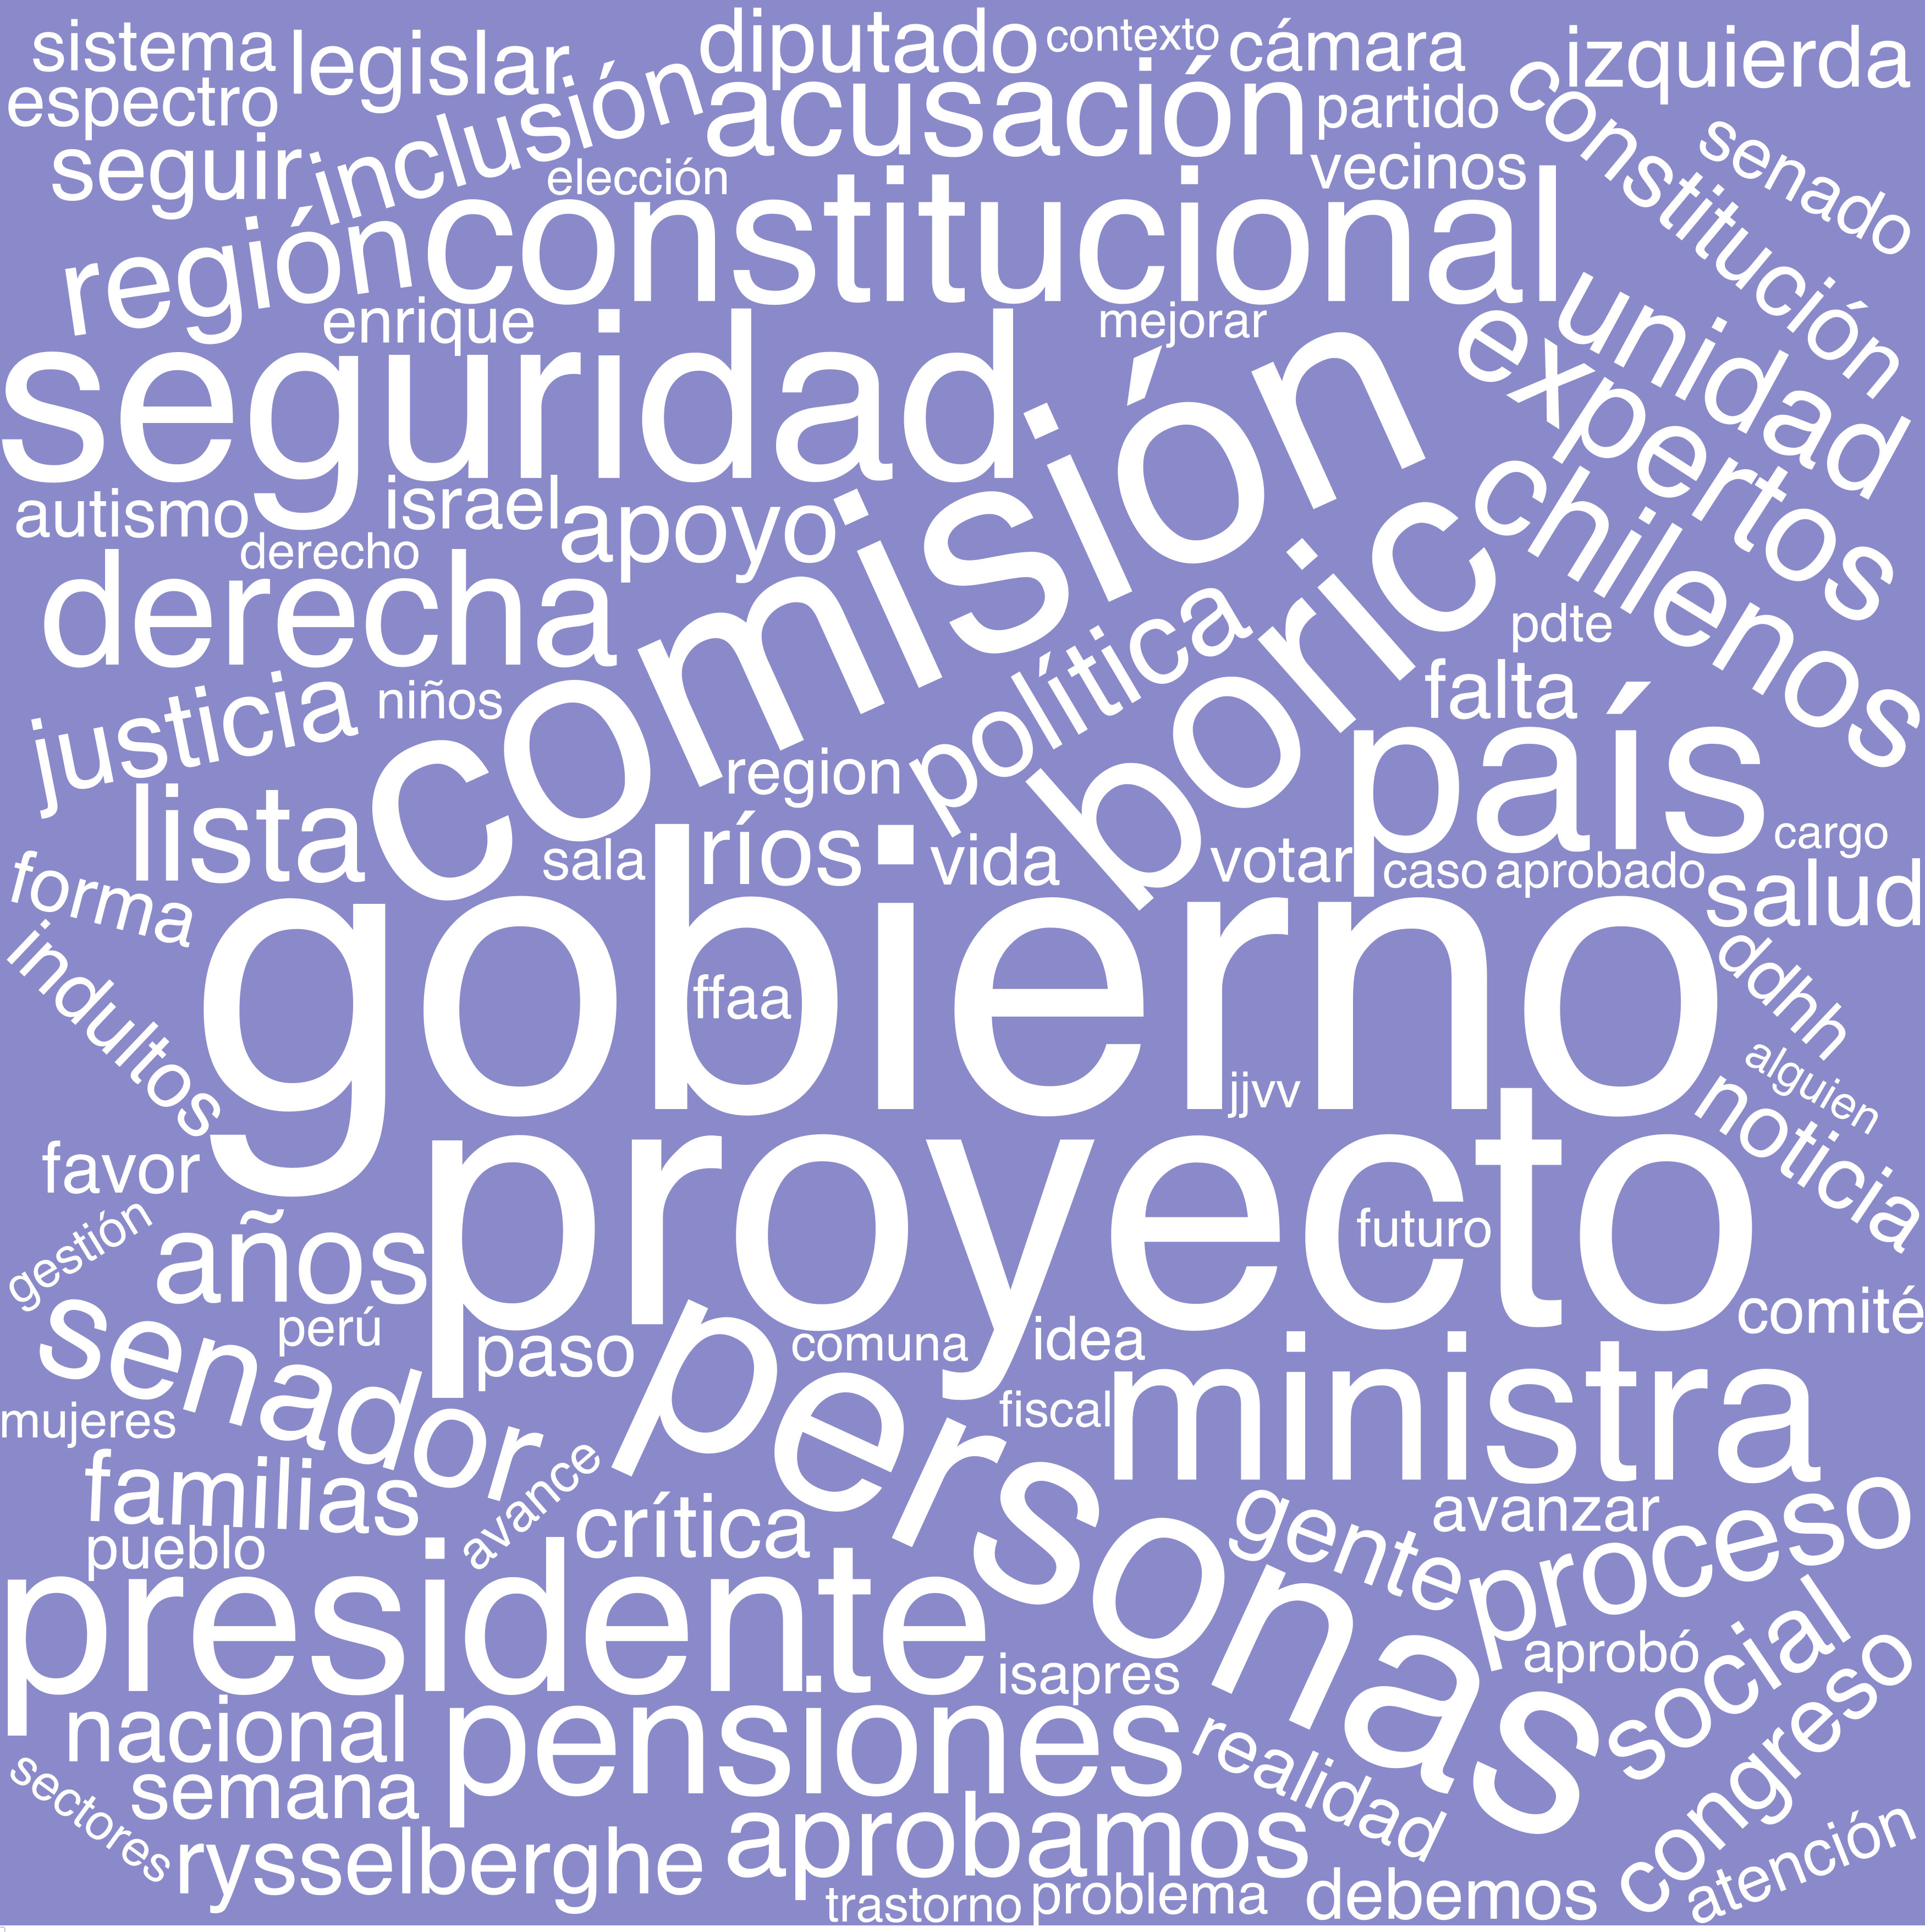 sistema
legislar
diputado
contexto
cámara
izquierda
espectro
inclusión
acusación
partido
constitución
senado
seguir
elección
vecinos
región
constitucional
enrique
mejorar
unidad
seguridad
expertos
comisión
chilenos
autismo
israel
apoyo
derecho
boric
derecha
política
pdte
justicia
niños
falta
region
país
lista
sala
ríos
vida
votar
caso
aprobado
cargo
salud
forma
gobierno
indultos
ffaa
ddhh
alguien
jjvv
noticia
favor
proyecto
gestión
años
futuro
perú
paso
comuna
idea
comité
senador
personas
ministra
mujeres
fiscal
familias
avance
crítica
gente
avanzar
proceso
pueblo
presidente
isapres
aprobó
social
nacional
pensiones
realidad
congreso
semana
sectores
rysselberghe
aprobamos
atención
trastorno
problema
debemos